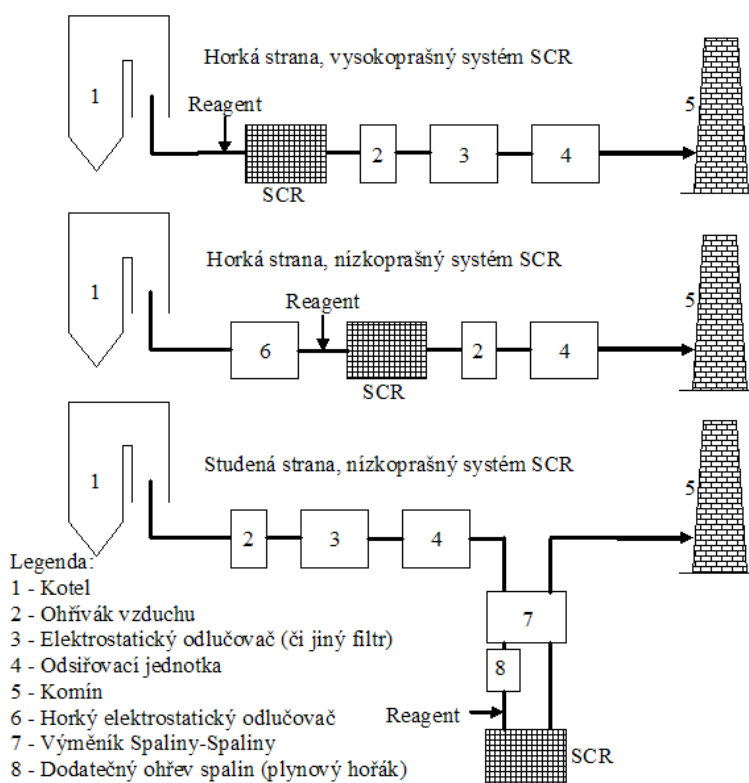 Horká strana, vysokoprašný systém SCR
1
Reagent
5
2
3
4
SCR
Horká strana, nízkoprašný systém SCR
1
Reagent
5
6
2
4
SCR
Studená strana, nízkoprašný systém SCR
1
5
2
3
4
Legenda:
1 - Kotel
2 - Ohřívák vzduchu
3 - Elektrostatický odlučovač (či jiný filtr)
4 - Odsiřovací jednotka
5 - Komín
6 - Horký elektrostatický odlučovač
7 - Výměník Spaliny-Spaliny
8 - Dodatečný ohřev spalin (plynový hořák)
7
8
Reagent
SCR